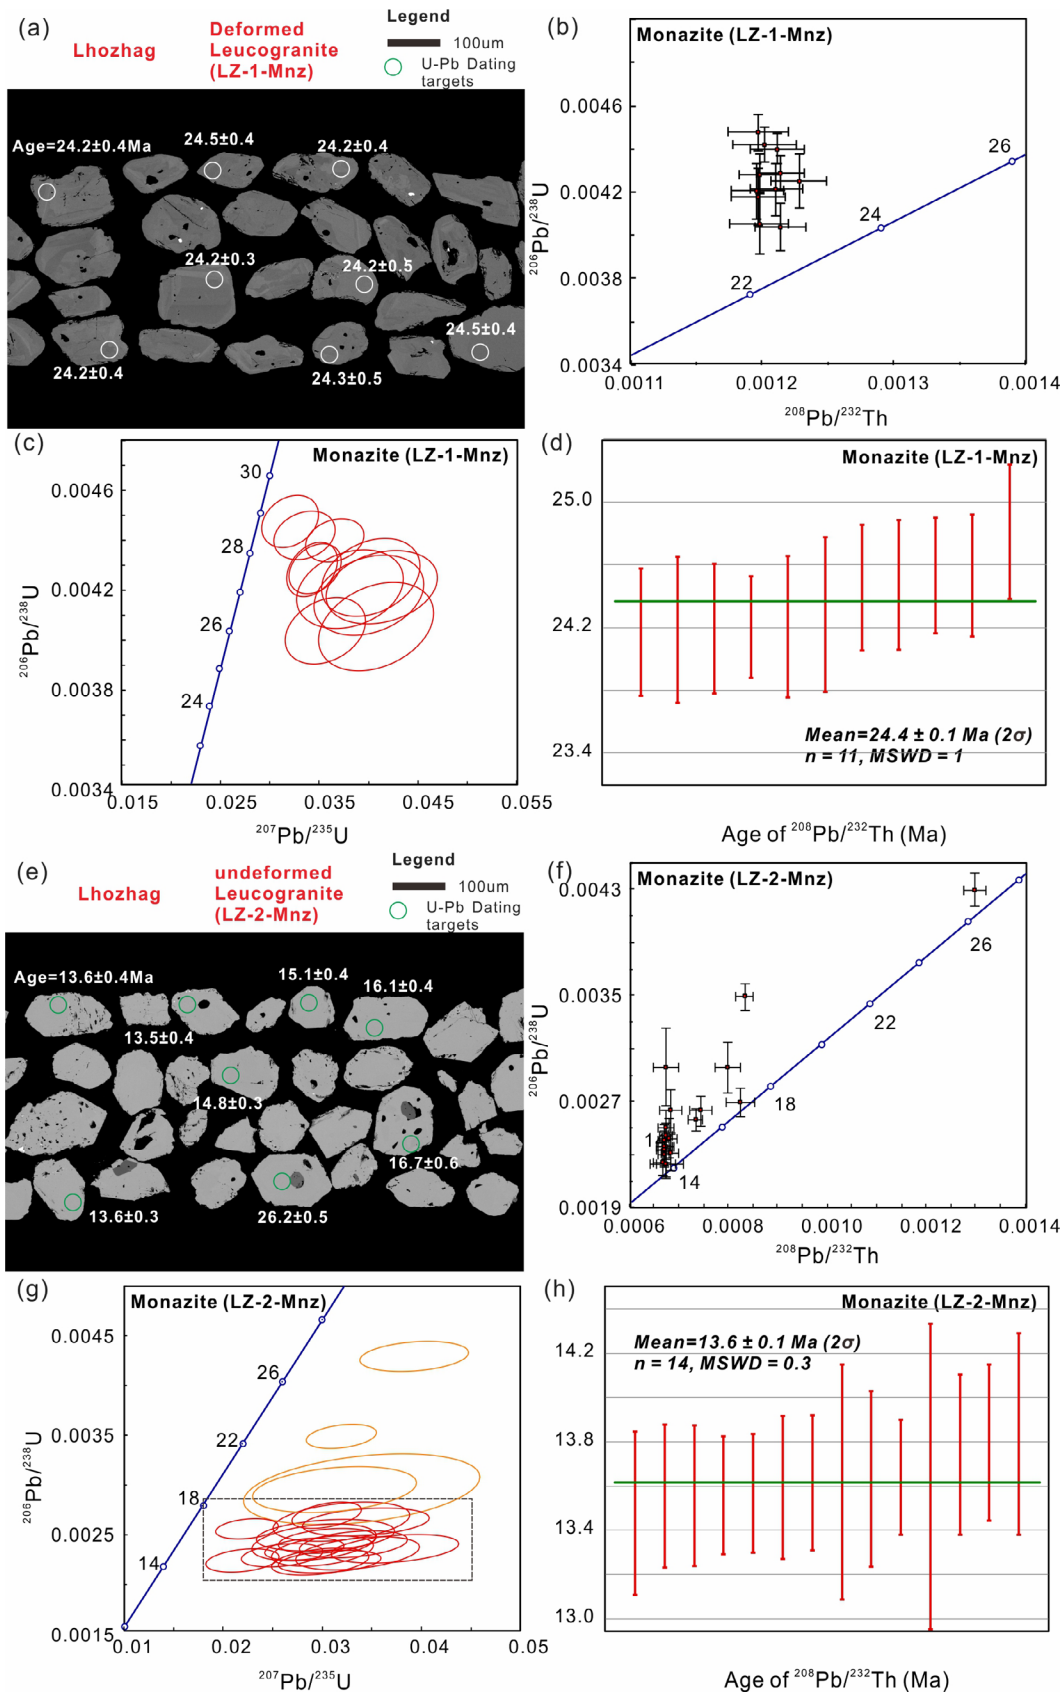 (a)
Lhozhag
Deformed
Leucogranite
(LZ-1-Mnz)
Legend
100um
U-Pb Dating
targets
Age=24.2±0.4Ma
24.5±0.4
24.2±0.4
24.2±0.3
24.2±0.5
24.5±0.4
24.2±0.4
24.3±0.5
(b)
Monazite (LZ-1-Mnz)
0.0046
0.0042
0.0038
0.0034
²⁰⁶Pb/²³⁸U
26
24
22
0.0011
0.0012
0.0013
0.0014
²⁰⁸Pb/²³²Th
(c)
Monazite (LZ-1-Mnz)
0.0046
0.0042
0.0038
0.0034
²⁰⁶Pb/²³⁸U
30
28
26
24
0.015
0.025
0.035
0.045
0.055
²⁰⁷Pb/²³⁵U
(d)
Monazite (LZ-1-Mnz)
25.0
24.2
23.4
Mean=24.4 ± 0.1 Ma (2σ)
n = 11, MSWD = 1
Age of ²⁰⁸Pb/²³²Th (Ma)
(e)
Lhozhag
undeformed
Leucogranite
(LZ-2-Mnz)
Legend
100um
U-Pb Dating
targets
Age=13.6±0.4Ma
15.1±0.4
16.1±0.4
13.5±0.4
14.8±0.3
16.7±0.6
13.6±0.3
26.2±0.5
(f)
Monazite (LZ-2-Mnz)
0.0043
0.0035
0.0027
0.0019
²⁰⁶Pb/²³⁸U
26
22
18
1
14
0.0006
0.0008
0.0010
0.0012
0.0014
²⁰⁸Pb/²³²Th
(g)
Monazite (LZ-2-Mnz)
0.0045
0.0035
0.0025
0.0015
²⁰⁶Pb/²³⁸U
26
22
18
14
0.01
0.02
0.03
0.04
0.05
²⁰⁷Pb/²³⁵U
(h)
Monazite (LZ-2-Mnz)
Mean=13.6 ± 0.1 Ma (2σ)
n = 14, MSWD = 0.3
14.2
13.8
13.4
13.0
Age of ²⁰⁸Pb/²³²Th (Ma)